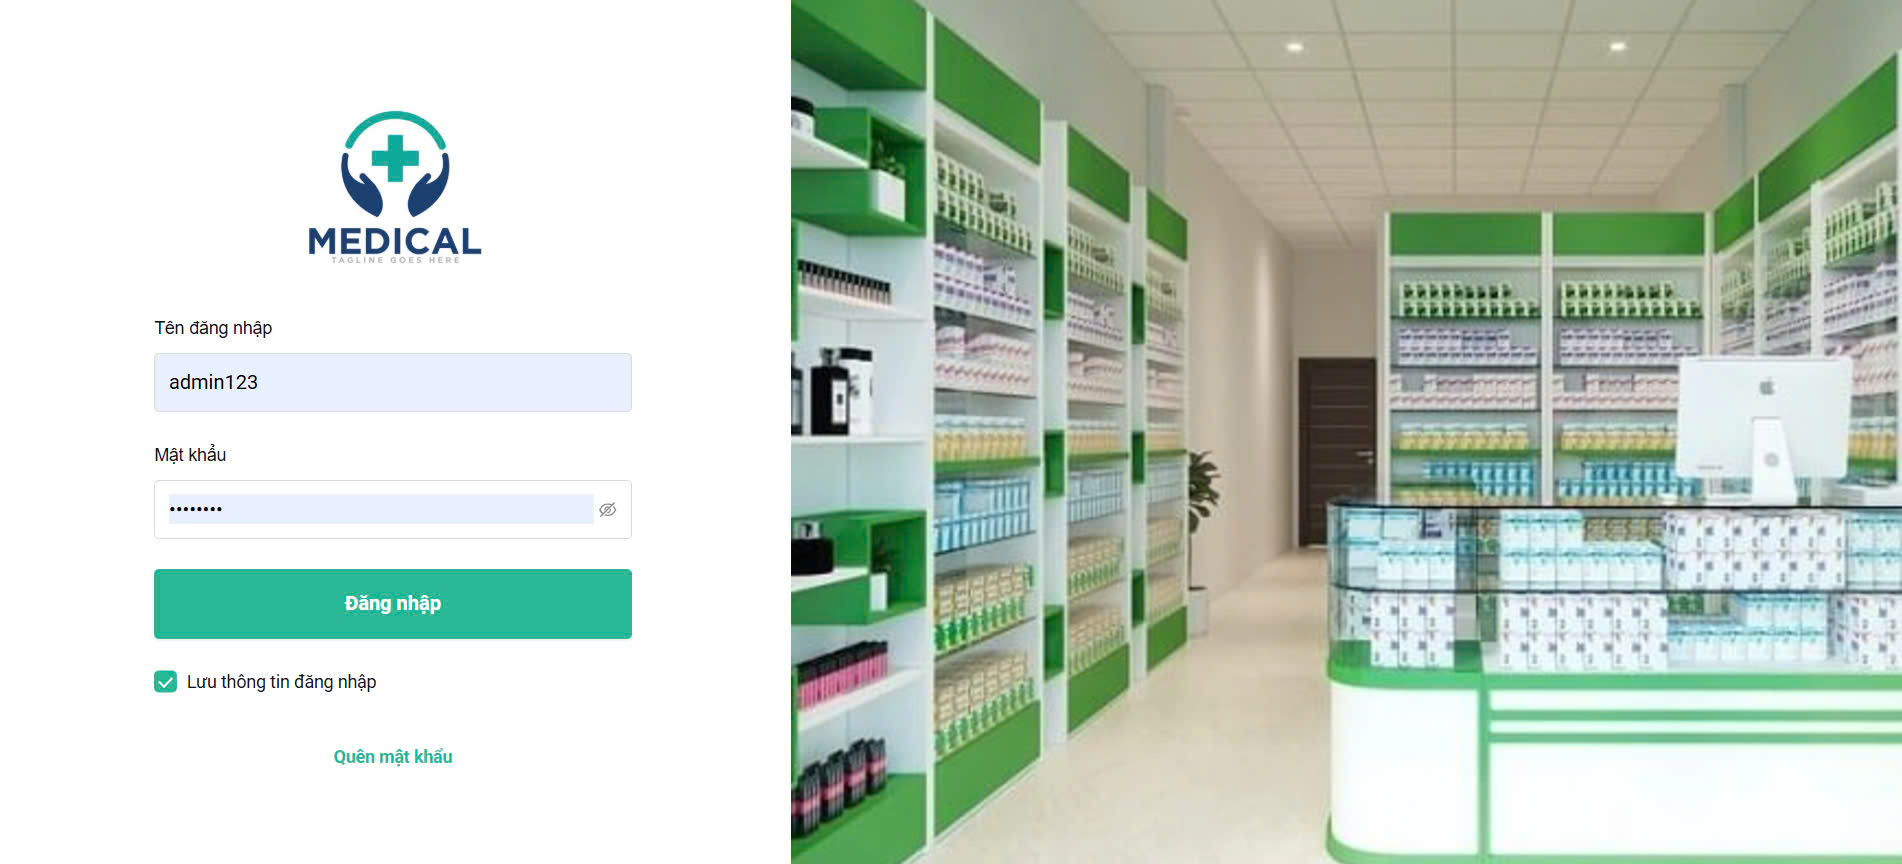 MEDICAL
TAGLINE GOES HERE
Tên đăng nhập
admin123
Mật khẩu
••••••••
Đăng nhập
Lưu thông tin đăng nhập
Quên mật khẩu